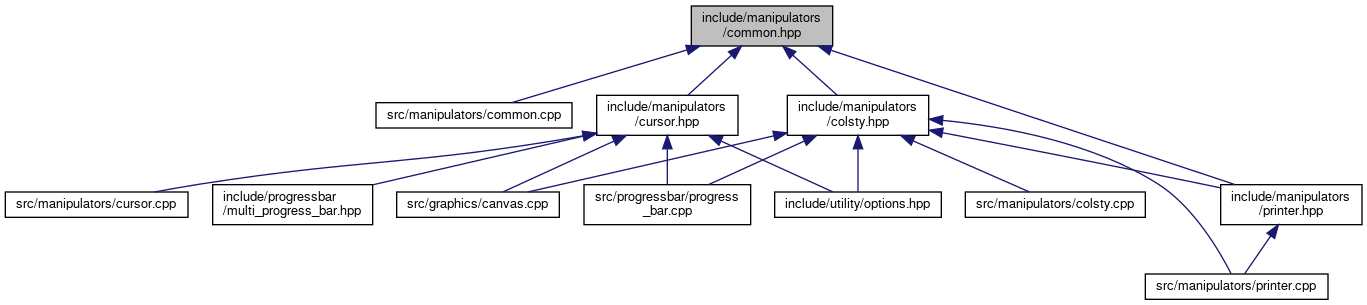 include/manipulators
/common.hpp
src/manipulators/common.cpp
include/manipulators
/cursor.hpp
include/manipulators
/colsty.hpp
src/manipulators/cursor.cpp
include/progressbar
/multi_progress_bar.hpp
src/graphics/canvas.cpp
src/progressbar/progress
_bar.cpp
include/utility/options.hpp
src/manipulators/colsty.cpp
include/manipulators
/printer.hpp
src/manipulators/printer.cpp